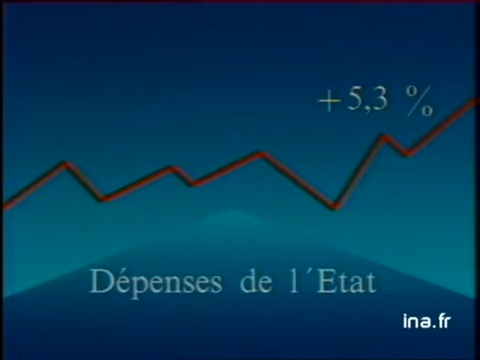 +5,3 %
Dépenses de l´Etat
ina.fr